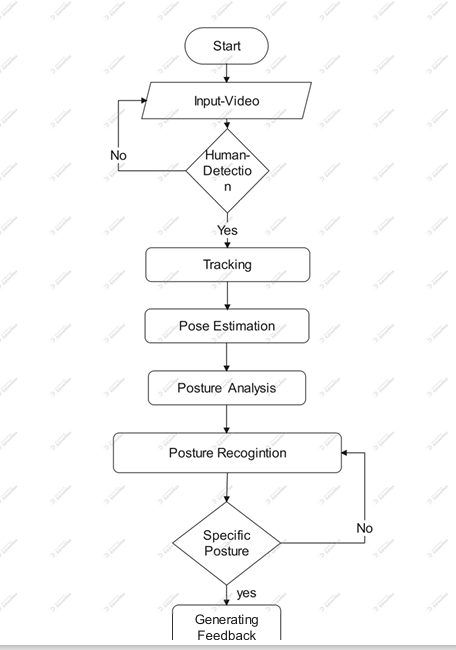 Start
Input-Video
No
Human-
Detectio
n
Yes
Tracking
Pose Estimation
Posture Analysis
Posture Recogintion
No
Specific
Posture
yes
Generating
Feedback